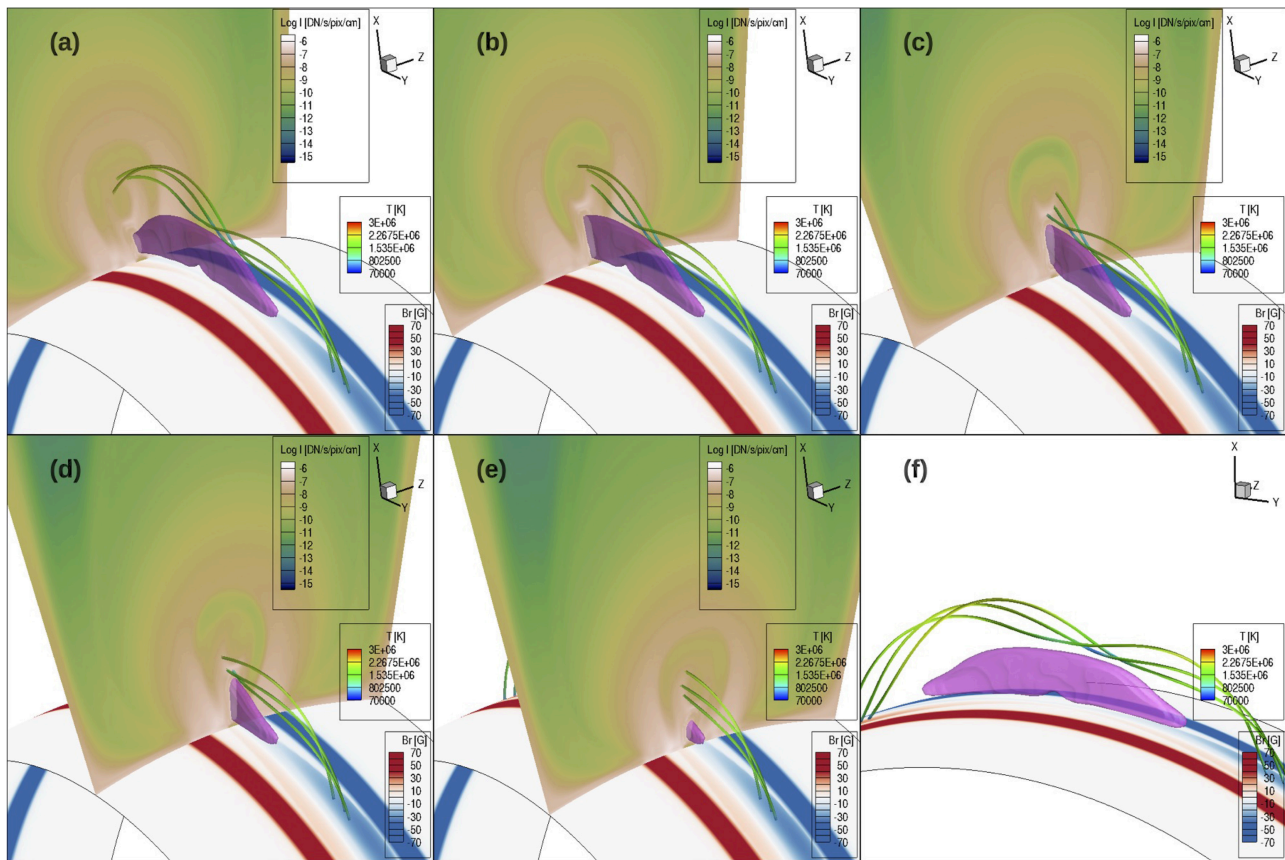 (a)
Log I [DN/s/pix/cm]
-6
-7
-8
-9
-10
-11
-12
-13
-14
-15
X
Z
Y
T [K]
3E+06
2.2675E+06
1.535E+06
802500
70000
Br [G]
70
50
30
10
-10
-30
-50
-70
(b)
Log I [DN/s/pix/cm]
-6
-7
-8
-9
-10
-11
-12
-13
-14
-15
X
Z
Y
T [K]
3E+06
2.2675E+06
1.535E+06
802500
70000
Br [G]
70
50
30
10
-10
-30
-50
-70
(c)
Log I [DN/s/pix/cm]
-6
-7
-8
-9
-10
-11
-12
-13
-14
-15
X
Z
Y
T [K]
3E+06
2.2675E+06
1.535E+06
802500
70000
Br [G]
70
50
30
10
-10
-30
-50
-70
(d)
Log I [DN/s/pix/cm]
-6
-7
-8
-9
-10
-11
-12
-13
-14
-15
X
Z
Y
T [K]
3E+06
2.2675E+06
1.535E+06
802500
70000
Br [G]
70
50
30
10
-10
-30
-50
-70
(e)
Log I [DN/s/pix/cm]
-6
-7
-8
-9
-10
-11
-12
-13
-14
-15
X
Z
Y
T [K]
3E+06
2.2675E+06
1.535E+06
802500
70000
Br [G]
70
50
30
10
-10
-30
-50
-70
(f)
X
Z
Y
T [K]
3E+06
2.2675E+06
1.535E+06
802500
70000
Br [G]
70
50
30
10
-10
-30
-50
-70